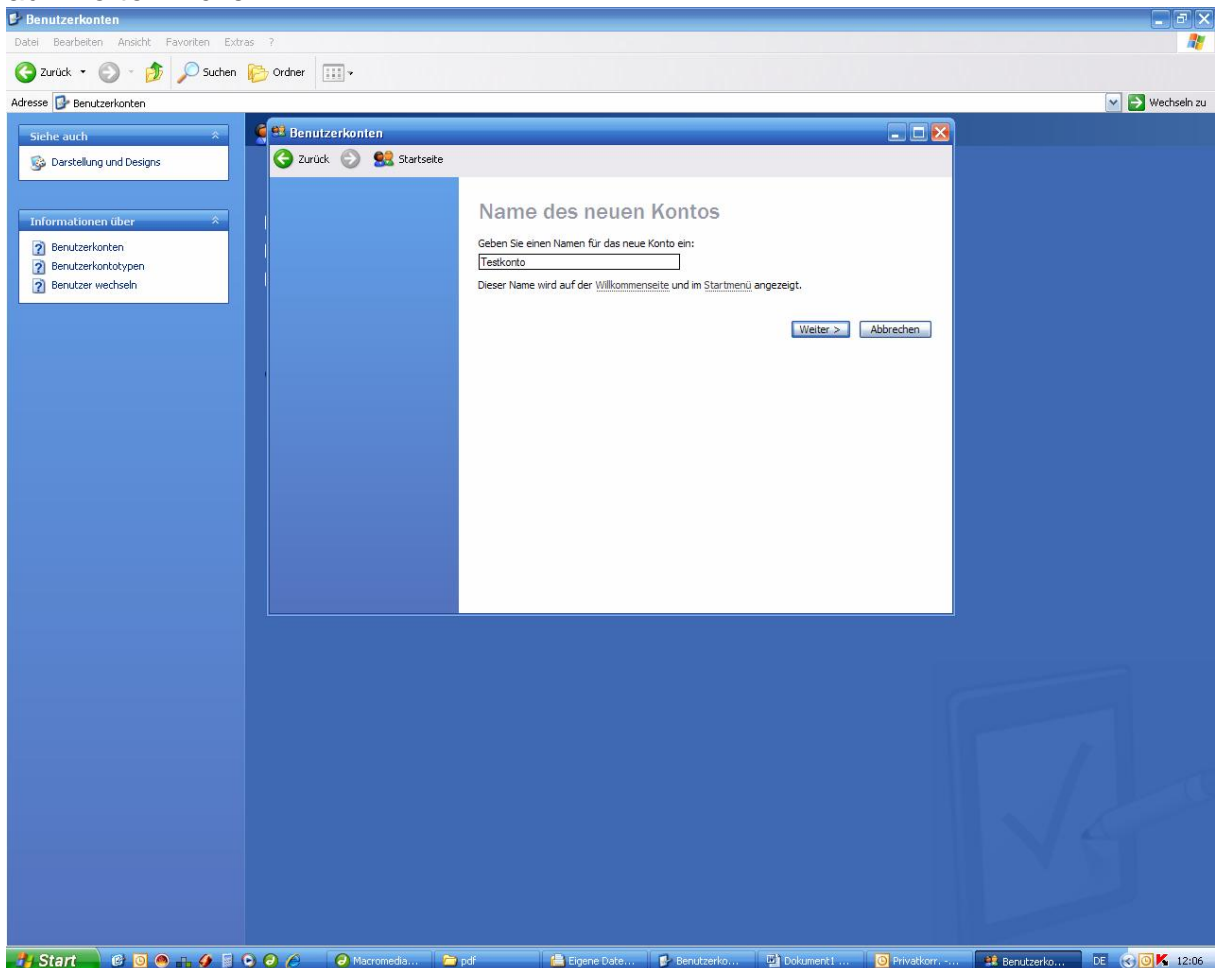 Benutzerkonten
Datei Bearbeiten Ansicht Favoriten Extras ?
Zurück Suchen Ordner
Adresse Benutzerkonten Wechseln zu
Siehe auch
Darstellung und Designs
Informationen über
Benutzerkonten
Benutzerkontotypen
Benutzer wechseln
Benutzerkonten
Zurück Startseite
Name des neuen Kontos
Geben Sie einen Namen für das neue Konto ein:
Testkonto
Dieser Name wird auf der Willkommenseite und im Startmenü angezeigt.
Weiter > Abbrechen
Start Macromedia... pdf Eigene Date... Benutzerko... Dokument1 ... Privatkorr. -... Benutzerko... DE 12:06